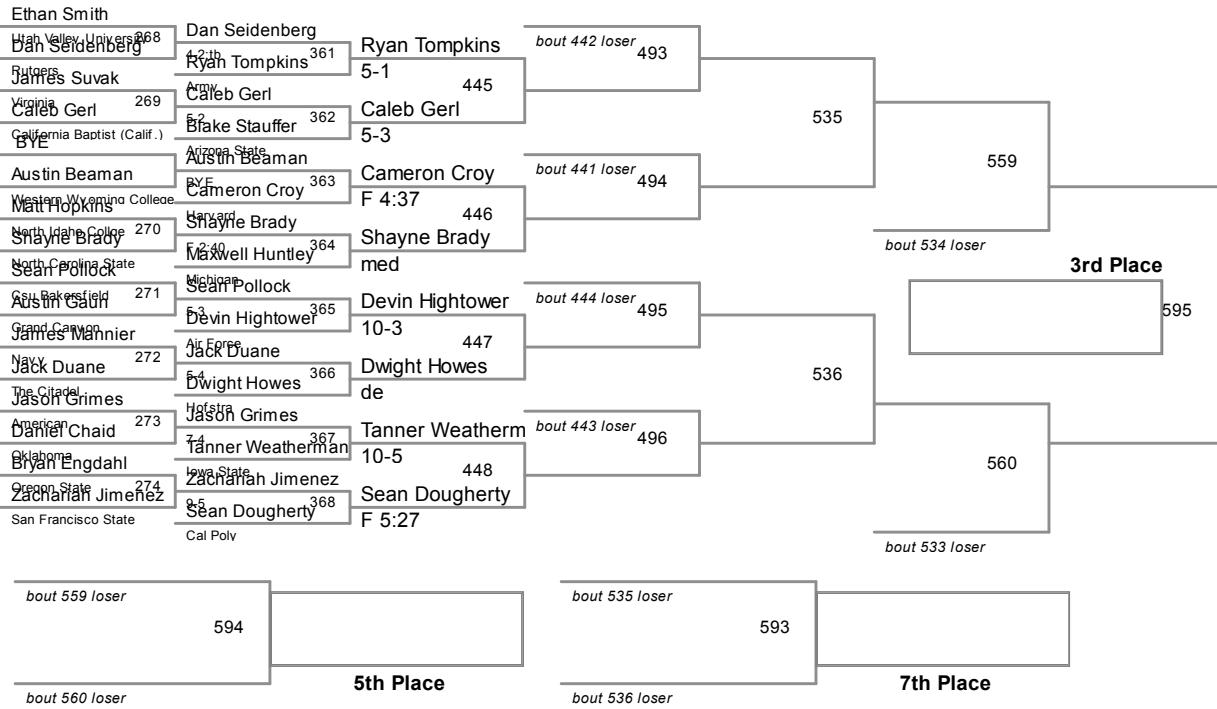 Ethan Smith
Utah Valley University
268
Dan Seidenberg
Rutgers
James Suvak
Virginia
269
Caleb Gerl
California Baptist (Calif.)
BYE
Austin Beaman
Western Wyoming College
Matt Hopkins
North Idaho Collge
270
Shayne Brady
North Carolina State
Sean Pollock
Csu Bakersfield
271
Austin Gaun
Grand Canyon
James Mannier
Navy
272
Jack Duane
The Citadel
Jason Grimes
American
273
Daniel Chaid
Oklahoma
Bryan Engdahl
Oregon State
274
Zachariah Jimenez
San Francisco State
Dan Seidenberg
4-2 tb
361
Ryan Tompkins
Army
Caleb Gerl
5-2
362
Blake Stauffer
Arizona State
Austin Beaman
BYE
363
Cameron Croy
Harvard
Shayne Brady
F 2:40
364
Maxwell Huntley
Michigan
Sean Pollock
5-3
365
Devin Hightower
Air Force
Jack Duane
5-4
366
Dwight Howes
Hofstra
Jason Grimes
7-4
367
Tanner Weatherman
Iowa State
Zachariah Jimenez
9-5
368
Sean Dougherty
Cal Poly
Ryan Tompkins
5-1
445
Caleb Gerl
5-3
Cameron Croy
F 4:37
446
Shayne Brady
med
Devin Hightower
10-3
447
Dwight Howes
de
Tanner Weatherm
10-5
448
Sean Dougherty
F 5:27
bout 442 loser
493
bout 441 loser
494
bout 444 loser
495
bout 443 loser
496
535
536
559
bout 534 loser
560
bout 533 loser
3rd Place
595
bout 559 loser
594
bout 560 loser
5th Place
bout 535 loser
593
bout 536 loser
7th Place